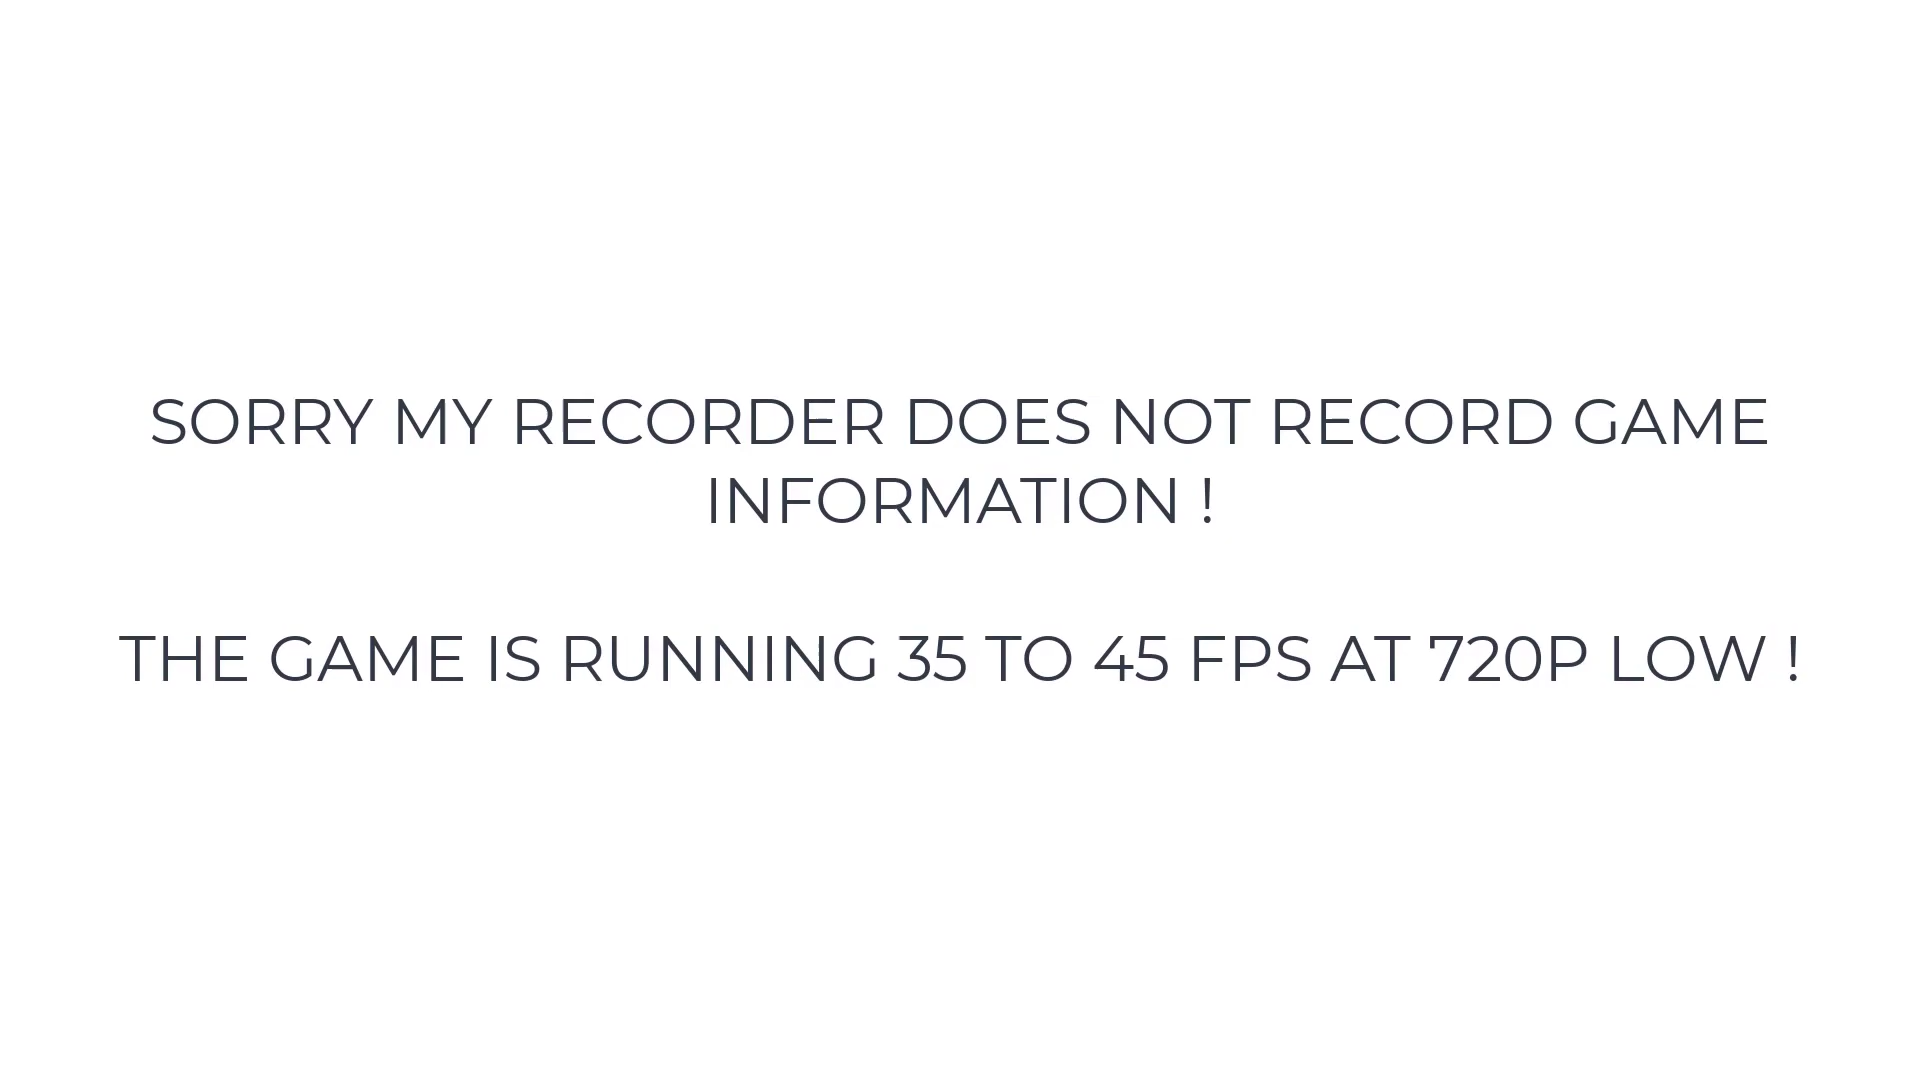 SORRY MY RECORDER DOES NOT RECORD GAME
INFORMATION !
THE GAME IS RUNNING 35 TO 45 FPS AT 720P LOW !